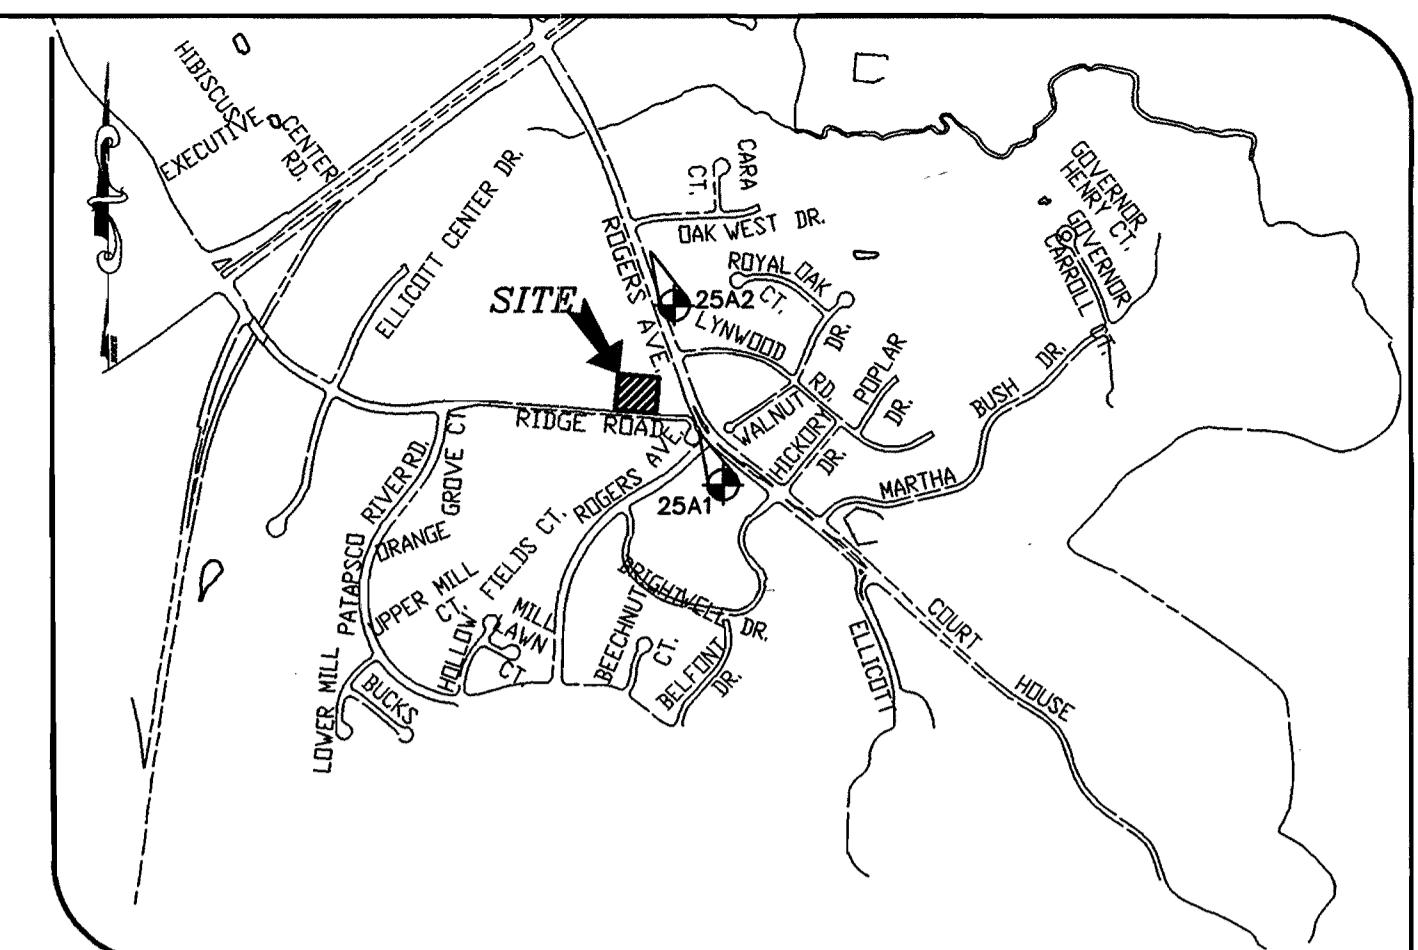 HIBISCUS
EXECUTIVE
CENTER
CENTER
RD.
ELLICOTT CENTER DR.
CARA
CT.
OAK WEST DR.
ROGERS AVE.
ROYAL OAK
CT.
25A2
LYNWOOD
DR.
RD.
POPLAR
DR.
WALNUT
HICKORY
DR.
GOVERNOR
HENRY CT.
GOVERNOR
CARROLL
CT.
BUSH DR.
MARTHA
SITE
RIDGE ROAD
ROGERS AVE.
25A1
PATAPSCO RIVER RD.
GROVE CT
ORANGE
UPPER MILL
CT.
HOLLOW FIELDS CT.
MILL
LAWN
CT.
LOWER MILL
BUCKS
BRIGHTWELL DR.
BEECHNUT
CT.
BELFONT
DR.
ELLICOTT
COURT
HOUSE